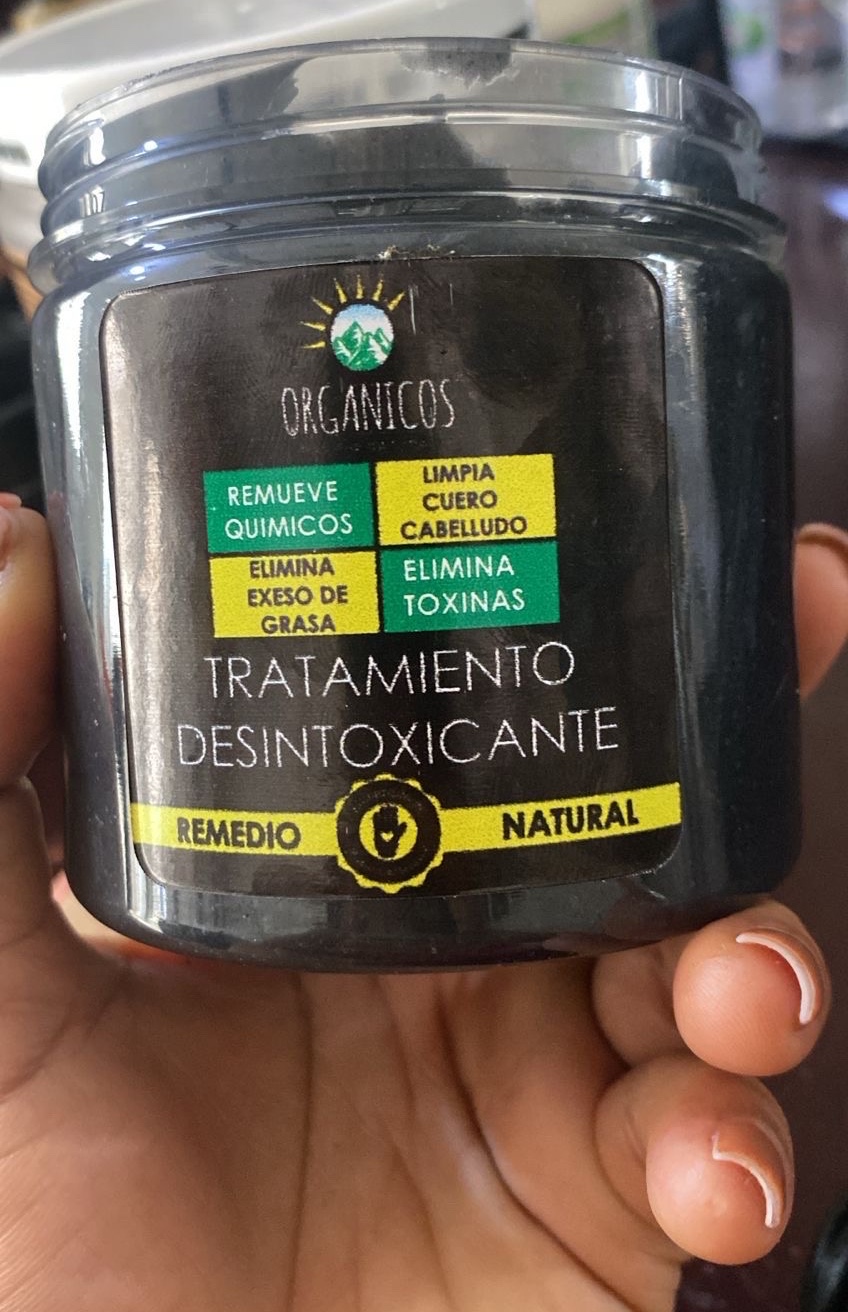 ORGANICOS
REMUEVE
QUIMICOS
LIMPIA
CUERO
CABELLUDO
ELIMINA
EXESO DE
GRASA
ELIMINA
TOXINAS
TRATAMIENTO
DESINTOXICANTE
REMEDIO NATURAL